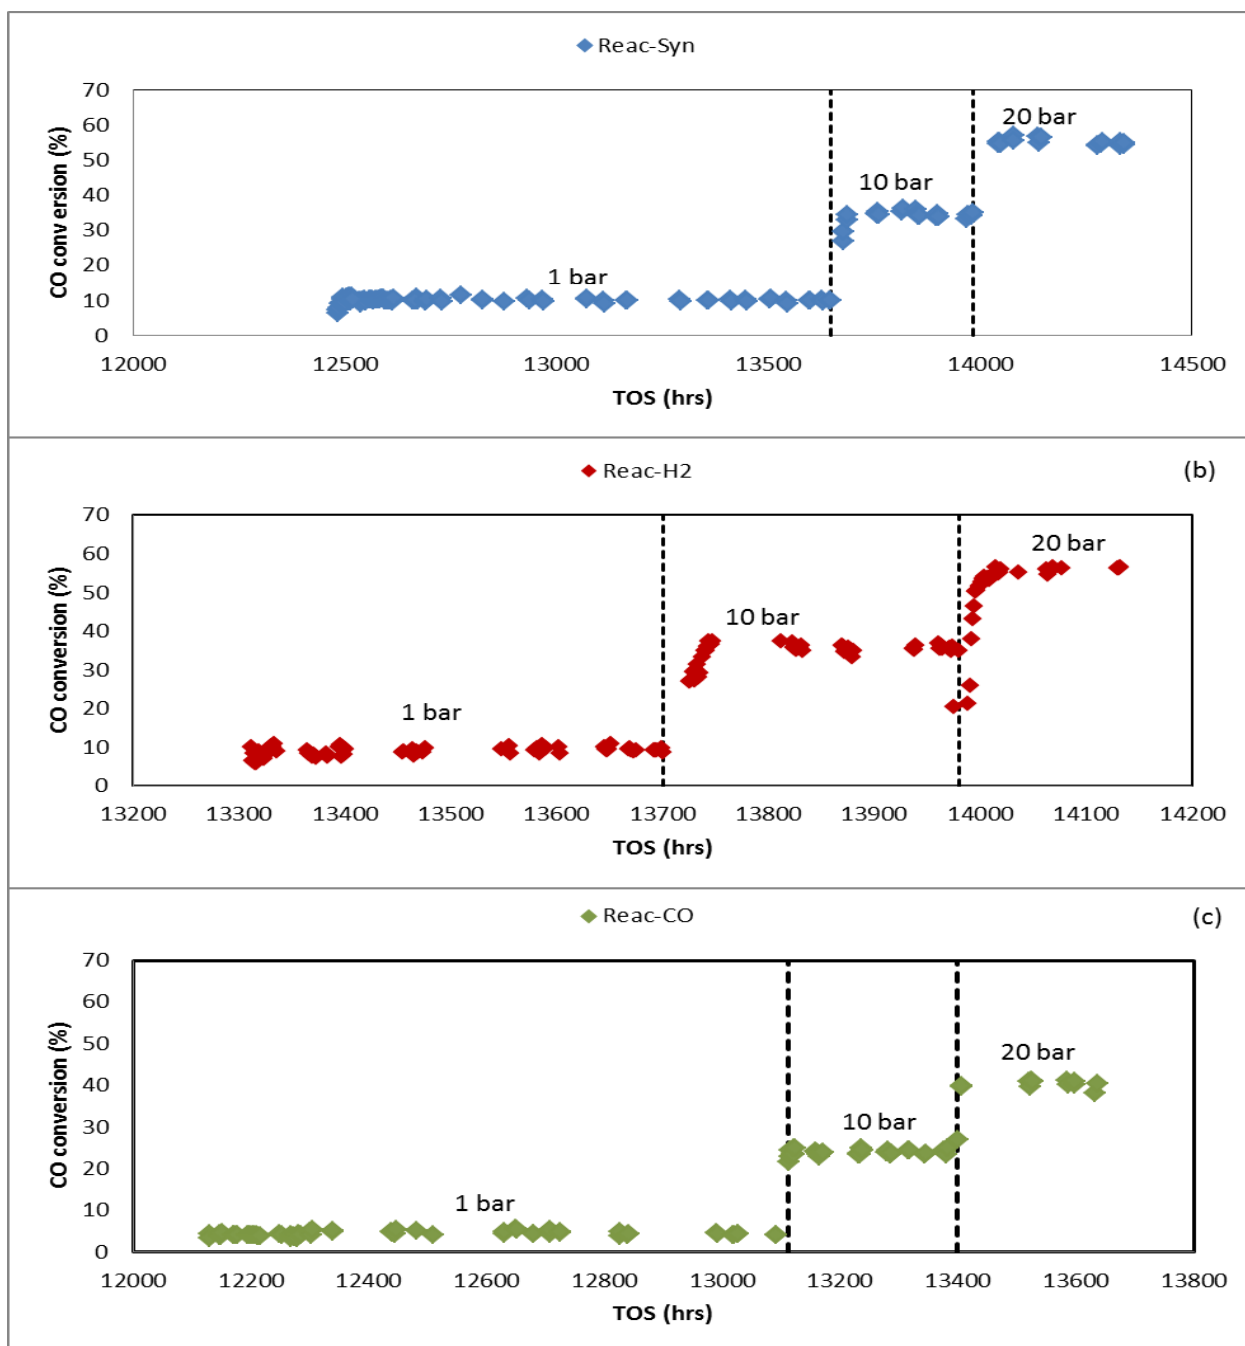 Reac-Syn
70
60
50
40
30
20
10
0
CO conversion (%)
20 bar
10 bar
1 bar
12000 12500 13000 13500 14000 14500
TOS (hrs)
Reac-H2
(b)
70
60
50
40
30
20
10
0
CO conversion (%)
20 bar
10 bar
1 bar
13200 13300 13400 13500 13600 13700 13800 13900 14000 14100 14200
TOS (hrs)
Reac-CO
(c)
70
60
50
40
30
20
10
0
CO conversion (%)
20 bar
10 bar
1 bar
12000 12200 12400 12600 12800 13000 13200 13400 13600 13800
TOS (hrs)